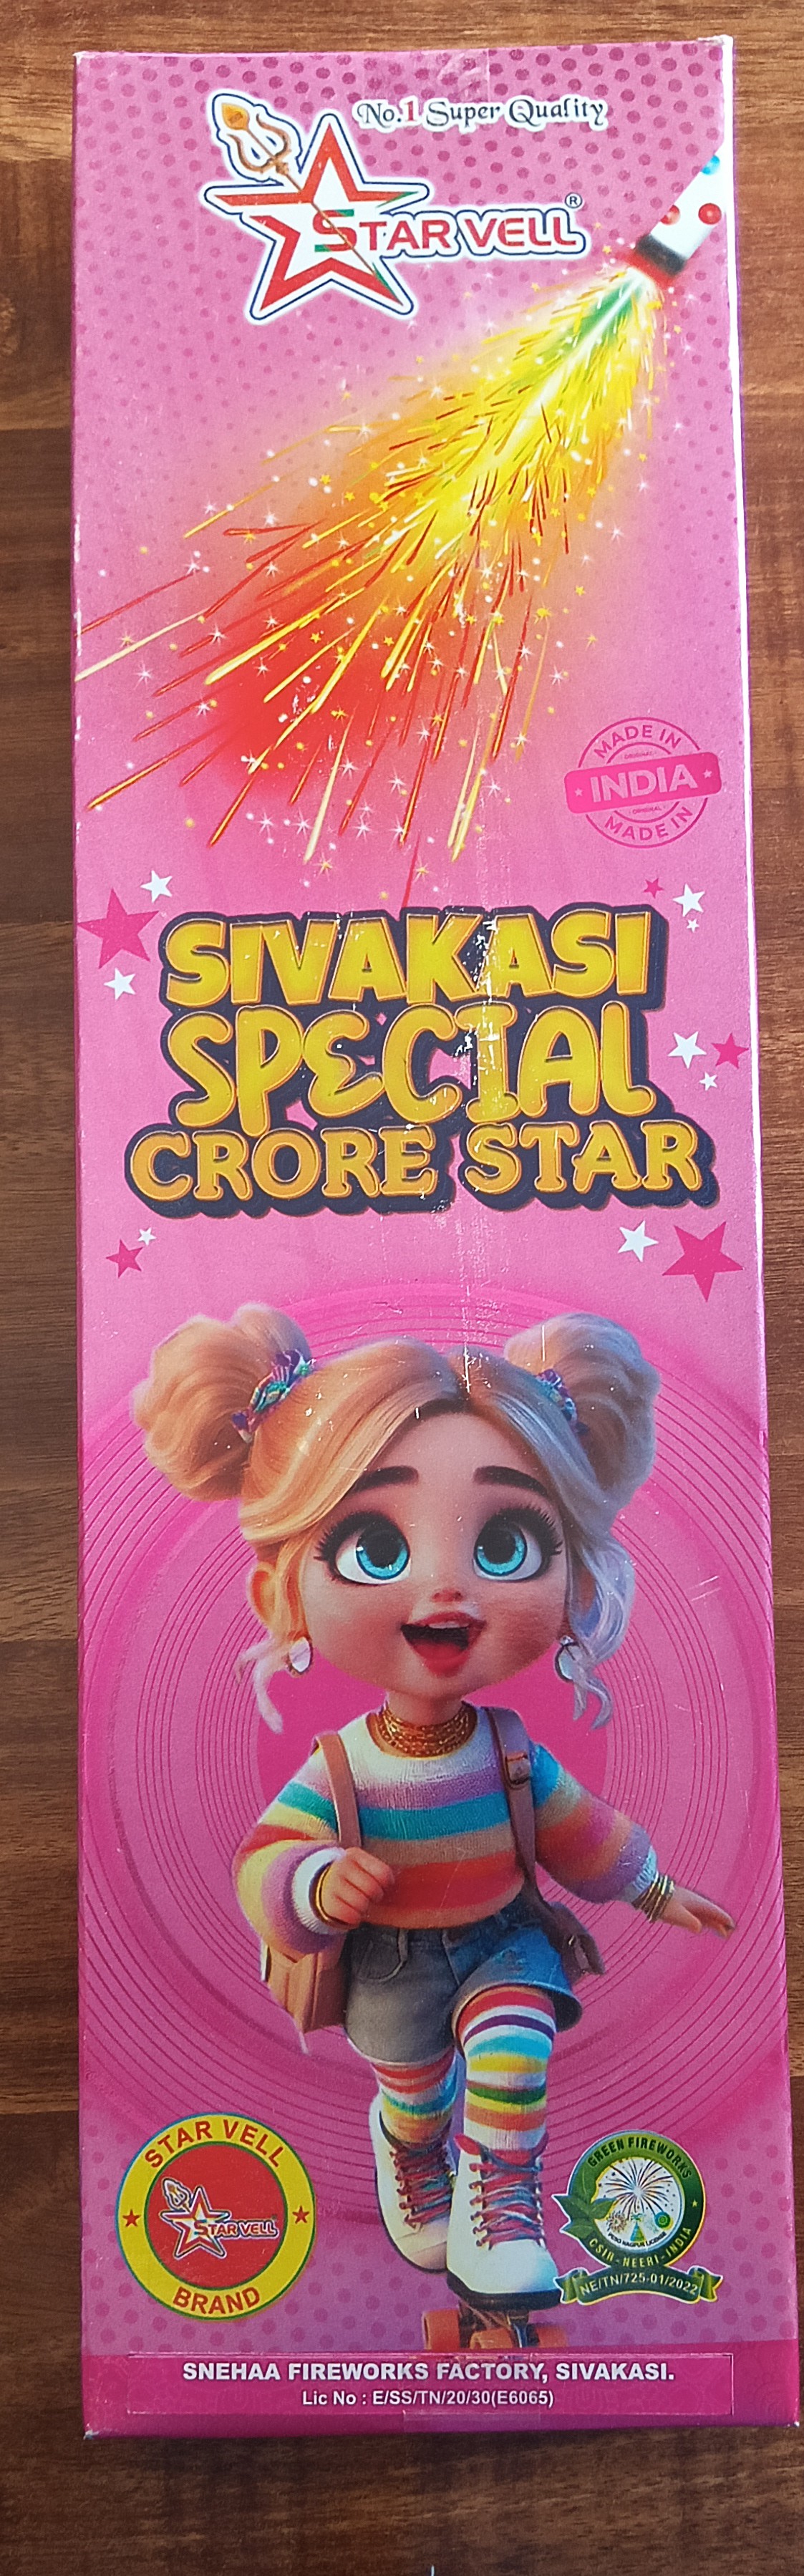 No.1 Super Quality
STAR VELL ®
MADE IN
ORIGINAL
INDIA
ORIGINAL
MADE IN
SIVAKASI
SPECIAL
CRORE STAR
STAR VELL
STAR VELL
BRAND
GREEN FIREWORKS
CSIR-NEERI-INDIA
NE/TN/725-01/2022
SNEHAA FIREWORKS FACTORY, SIVAKASI.
Lic No : E/SS/TN/20/30(E6065)